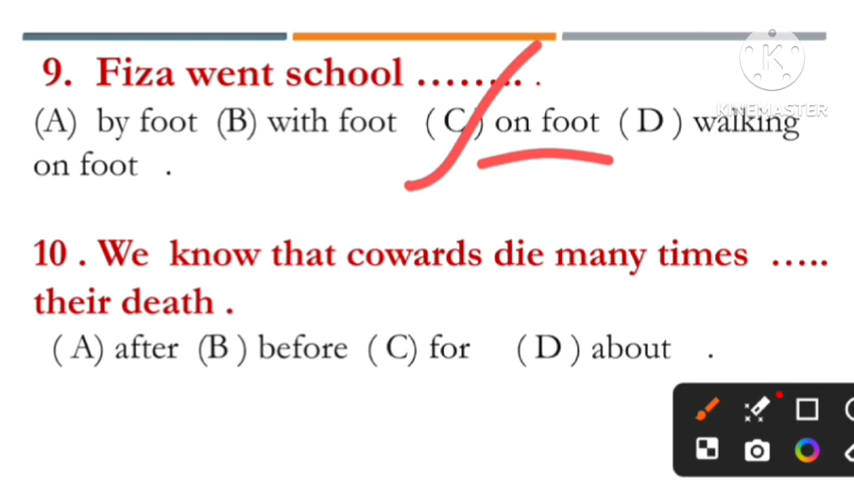 9. Fiza went school ........ .
(A) by foot (B) with foot ( C ) on foot ( D ) walking
on foot .
10 . We know that cowards die many times .....
their death .
( A) after (B ) before ( C) for ( D ) about .
K
KINEMASTER